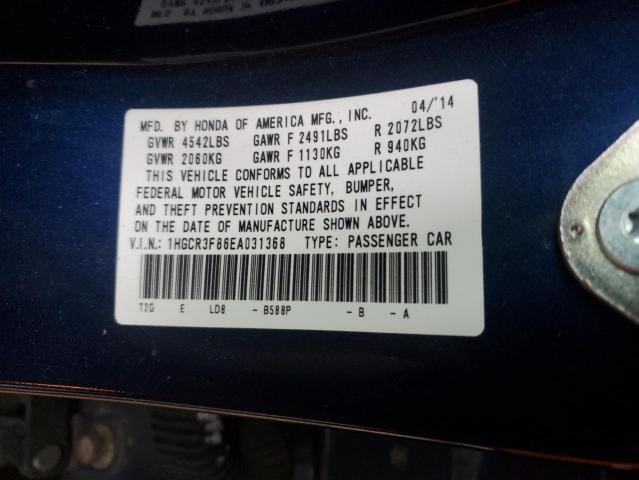 MFD. BY HONDA OF AMERICA MFG., INC. 04/'14
GVWR 4542LBS GAWR F 2491LBS R 2072LBS
GVWR 2060KG GAWR F 1130KG R 940KG
THIS VEHICLE CONFORMS TO ALL APPLICABLE
FEDERAL MOTOR VEHICLE SAFETY, BUMPER,
AND THEFT PREVENTION STANDARDS IN EFFECT
ON THE DATE OF MANUFACTURE SHOWN ABOVE.
V.I.N.: 1HGCR3F86EA031368 TYPE: PASSENGER CAR
T2G E LD8 - B588P - B - A